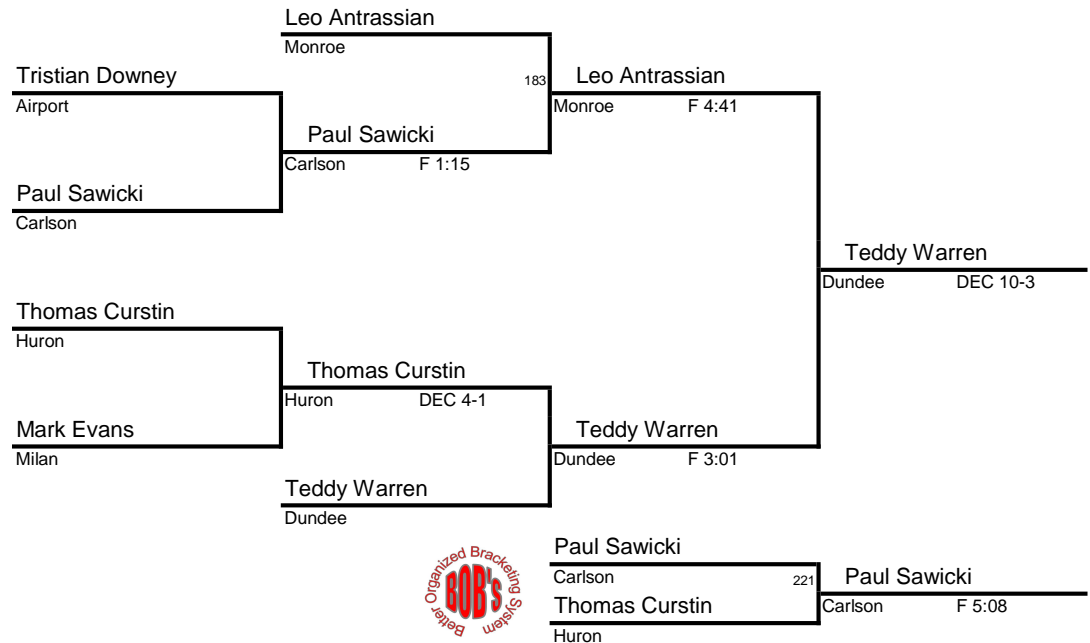 Leo Antrassian
Monroe
Tristian Downey
183 Leo Antrassian
Airport
Monroe F 4:41
Paul Sawicki
Carlson F 1:15
Paul Sawicki
Carlson
Teddy Warren
Dundee DEC 10-3
Thomas Curstin
Huron
Thomas Curstin
Huron DEC 4-1
Mark Evans
Teddy Warren
Milan
Dundee F 3:01
Teddy Warren
Dundee
Better Organized Bracketing System
BOB's
Paul Sawicki
Carlson
221 Paul Sawicki
Thomas Curstin
Carlson F 5:08
Huron